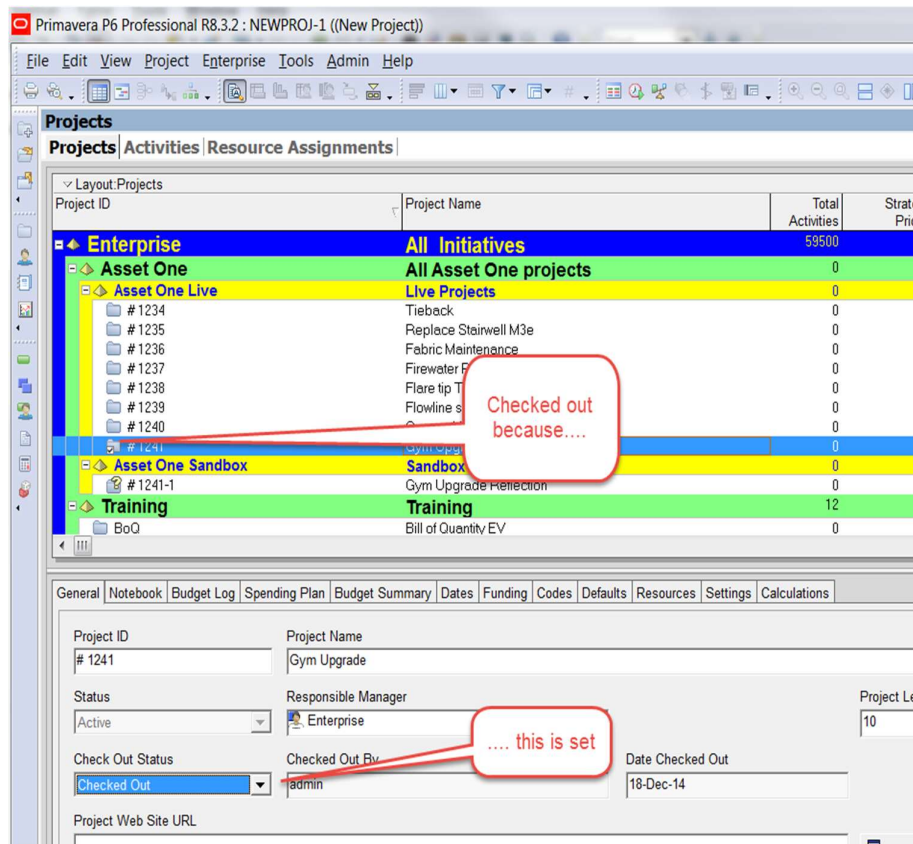 Primavera P6 Professional R8.3.2 : NEWPROJ-1 ((New Project))
File Edit View Project Enterprise Tools Admin Help
Projects
Projects Activities Resource Assignments
Layout:Projects
Project ID Project Name Total Activities
Enterprise All Initiatives 59500
Asset One All Asset One projects 0
Asset One Live LIve Projects 0
# 1234 Tieback 0
# 1235 Replace Stairwell M3e 0
# 1236 Fabric Maintenance 0
# 1237 Firewater 0
# 1238 Flare tip 0
# 1239 Flowline 0
# 1240 0
# 1241 Gym 0
Checked out
because....
Asset One Sandbox Sandbox 0
# 1241-1 Gym Upgrade Reflection 0
Training Training 12
BoQ Bill of Quantity EV 0
General Notebook Budget Log Spending Plan Budget Summary Dates Funding Codes Defaults Resources Settings Calculations
Project ID Project Name
# 1241 Gym Upgrade
Status Responsible Manager Project
Active Enterprise 10
.... this is set
Check Out Status Checked Out By Date Checked Out
Checked Out admin 18-Dec-14
Project Web Site URL